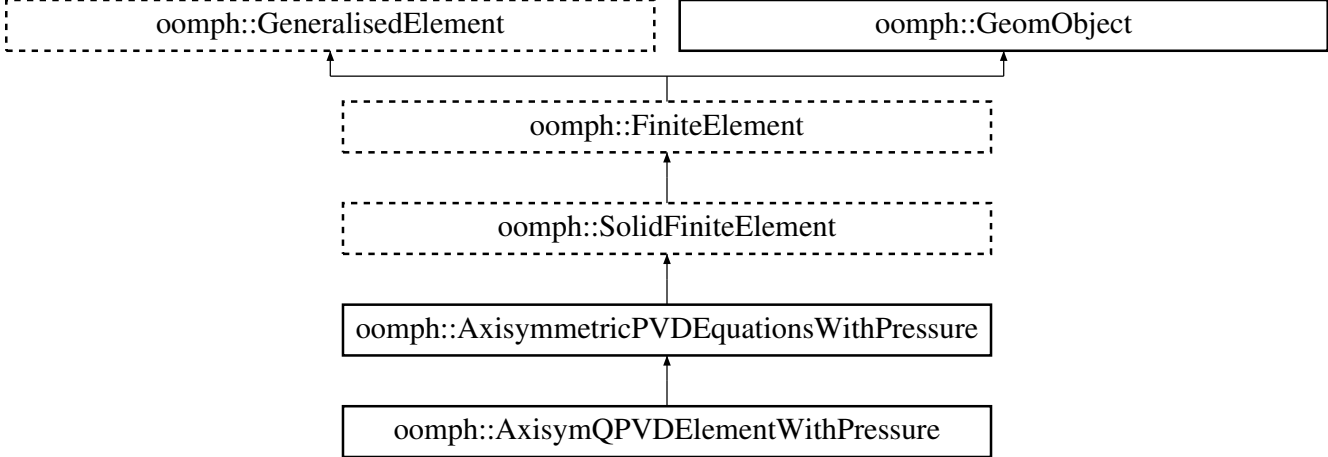 oomph::GeneralisedElement
oomph::GeomObject
oomph::FiniteElement
oomph::SolidFiniteElement
oomph::AxisymmetricPVDEquationsWithPressure
oomph::AxisymQPVDElementWithPressure